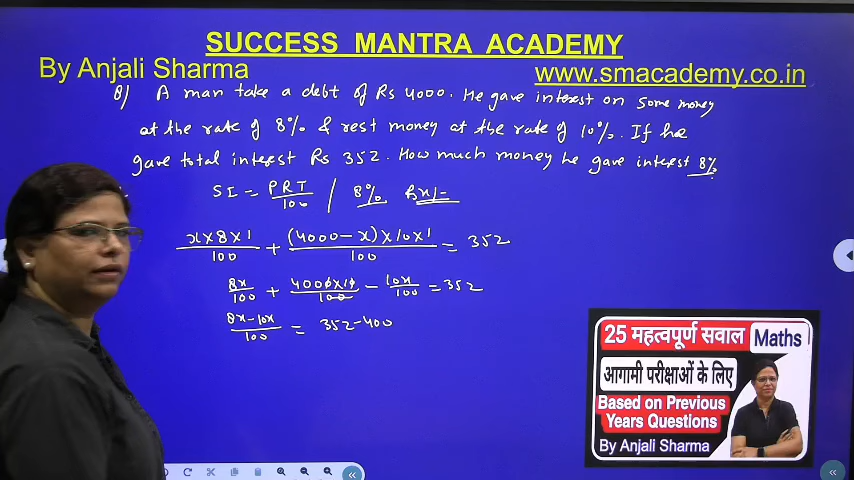 SUCCESS MANTRA ACADEMY
By Anjali Sharma
www.smacademy.co.in
8) A man take a debt of Rs 4000. He gave interest on some money
at the rate of 8% & rest money at the rate of 10%. If he
gave total interest Rs 352. How much money he gave interest 8%
SI = PRT/100 / 8% Rs x/-
x×8×1/100 + (4000-x)×10×1/100 = 352
8x/100 + 4000×10/100 - 10x/100 = 352
8x-10x/100 = 352-400
25 महत्वपूर्ण सवाल Maths
आगामी परीक्षाओं के लिए
Based on Previous
Years Questions
By Anjali Sharma